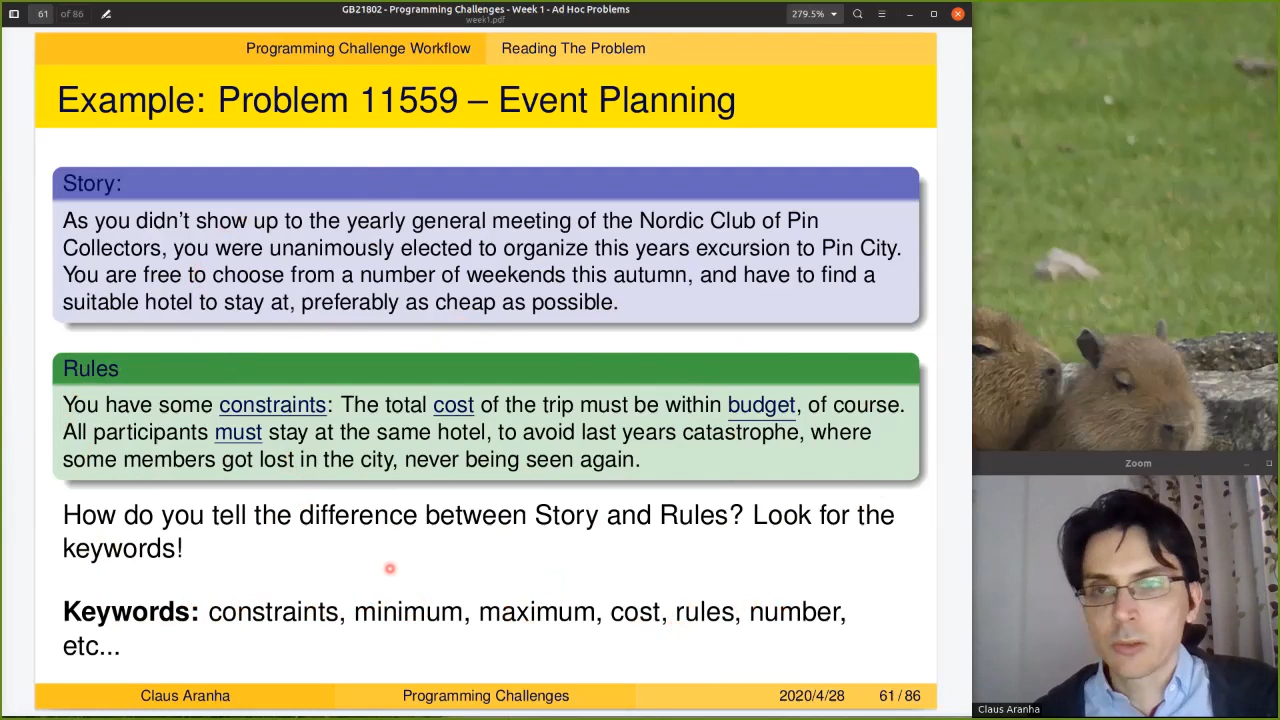 61 of 86
GB21802 - Programming Challenges - Week 1 - Ad Hoc Problems
week1.pdf
279.5%
Programming Challenge Workflow Reading The Problem
Example: Problem 11559 – Event Planning
Story:
As you didn't show up to the yearly general meeting of the Nordic Club of Pin
Collectors, you were unanimously elected to organize this years excursion to Pin City.
You are free to choose from a number of weekends this autumn, and have to find a
suitable hotel to stay at, preferably as cheap as possible.
Rules
You have some constraints: The total cost of the trip must be within budget, of course.
All participants must stay at the same hotel, to avoid last years catastrophe, where
some members got lost in the city, never being seen again.
How do you tell the difference between Story and Rules? Look for the
keywords!
Keywords: constraints, minimum, maximum, cost, rules, number,
etc...
Claus Aranha Programming Challenges 2020/4/28 61 / 86
Zoom
Claus Aranha